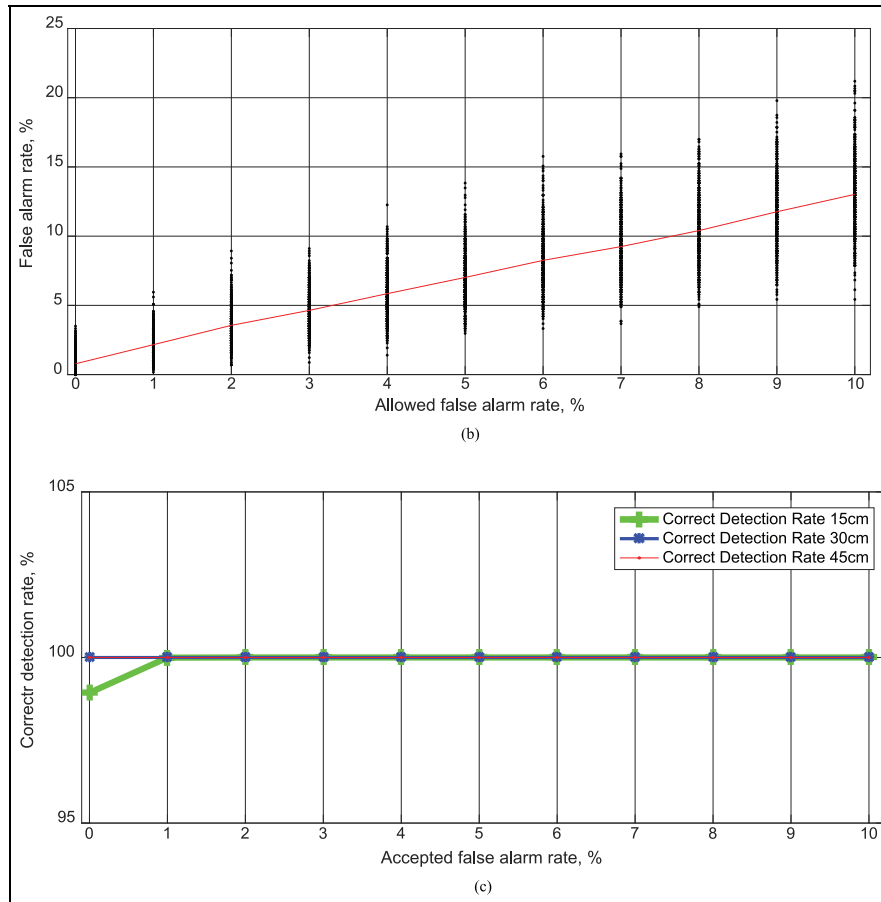 25
20
15
10
5
0
False alarm rate, %
0 1 2 3 4 5 6 7 8 9 10
Allowed false alarm rate, %
(b)
105
100
95
Correctr detection rate, %
Correct Detection Rate 15cm
Correct Detection Rate 30cm
Correct Detection Rate 45cm
0 1 2 3 4 5 6 7 8 9 10
Accepted false alarm rate, %
(c)